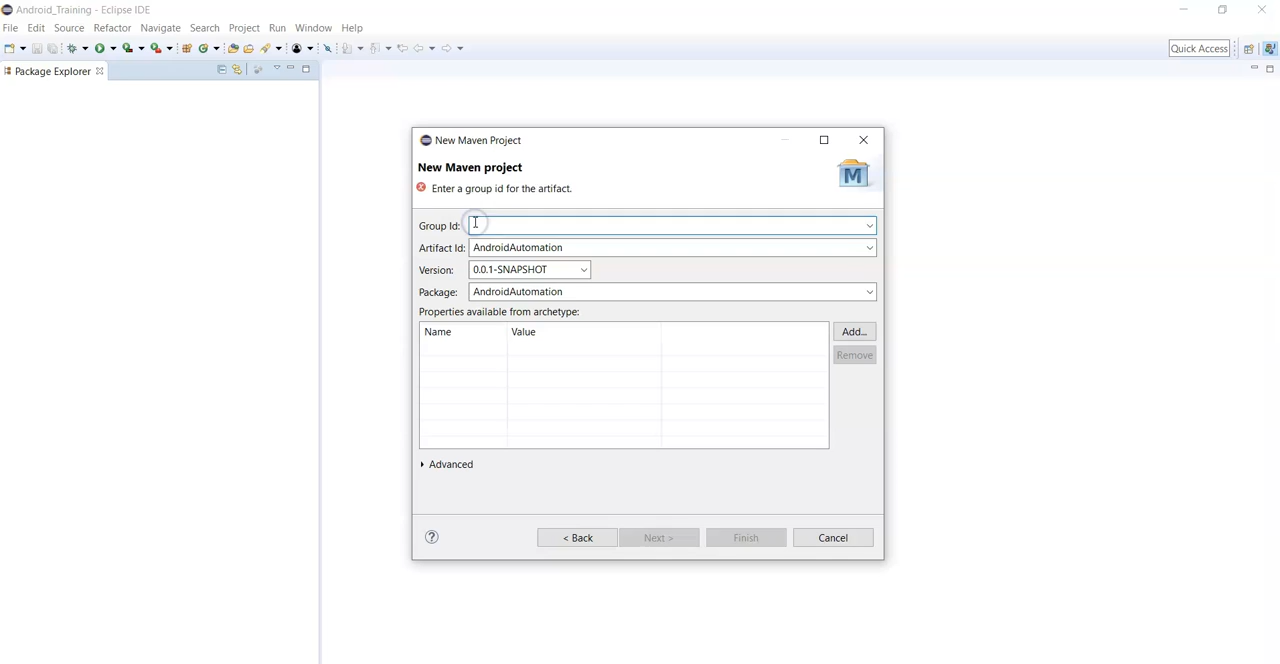 Android_Training - Eclipse IDE
File Edit Source Refactor Navigate Search Project Run Window Help
Quick Access
Package Explorer
New Maven Project
New Maven project
M
Enter a group id for the artifact.
Group Id:
Artifact Id: AndroidAutomation
Version: 0.0.1-SNAPSHOT
Package: AndroidAutomation
Properties available from archetype:
Name Value
Add...
Remove
Advanced
? < Back Next > Finish Cancel